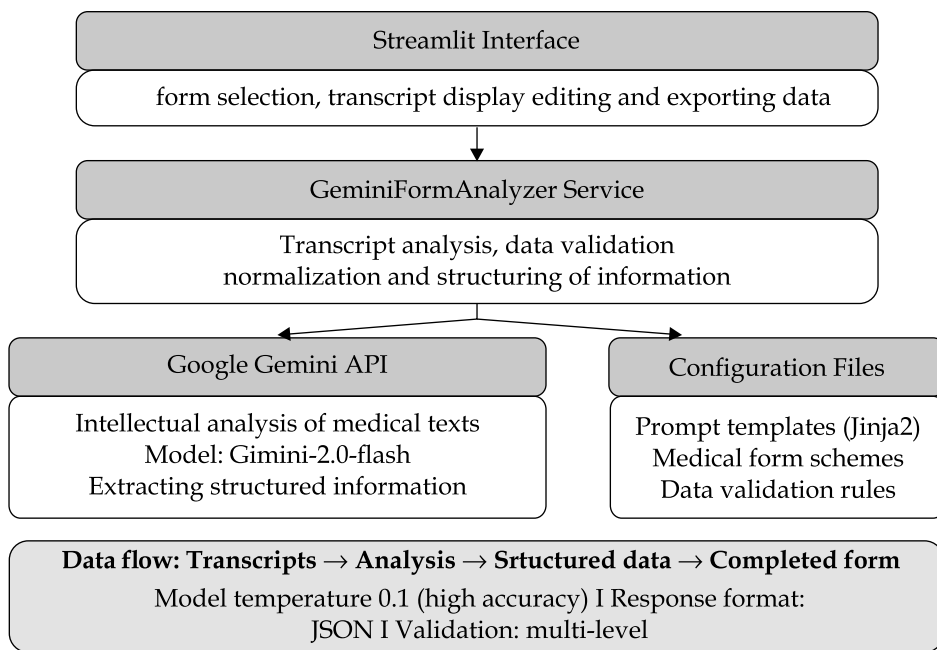 Streamlit Interface
form selection, transcript display editing and exporting data
GeminiFormAnalyzer Service
Transcript analysis, data validation
normalization and structuring of information
Google Gemini API
Intellectual analysis of medical texts
Model: Gimini-2.0-flash
Extracting structured information
Configuration Files
Prompt templates (Jinja2)
Medical form schemes
Data validation rules
Data flow: Transcripts → Analysis → Srtuctured data → Completed form
Model temperature 0.1 (high accuracy) I Response format:
JSON I Validation: multi-level